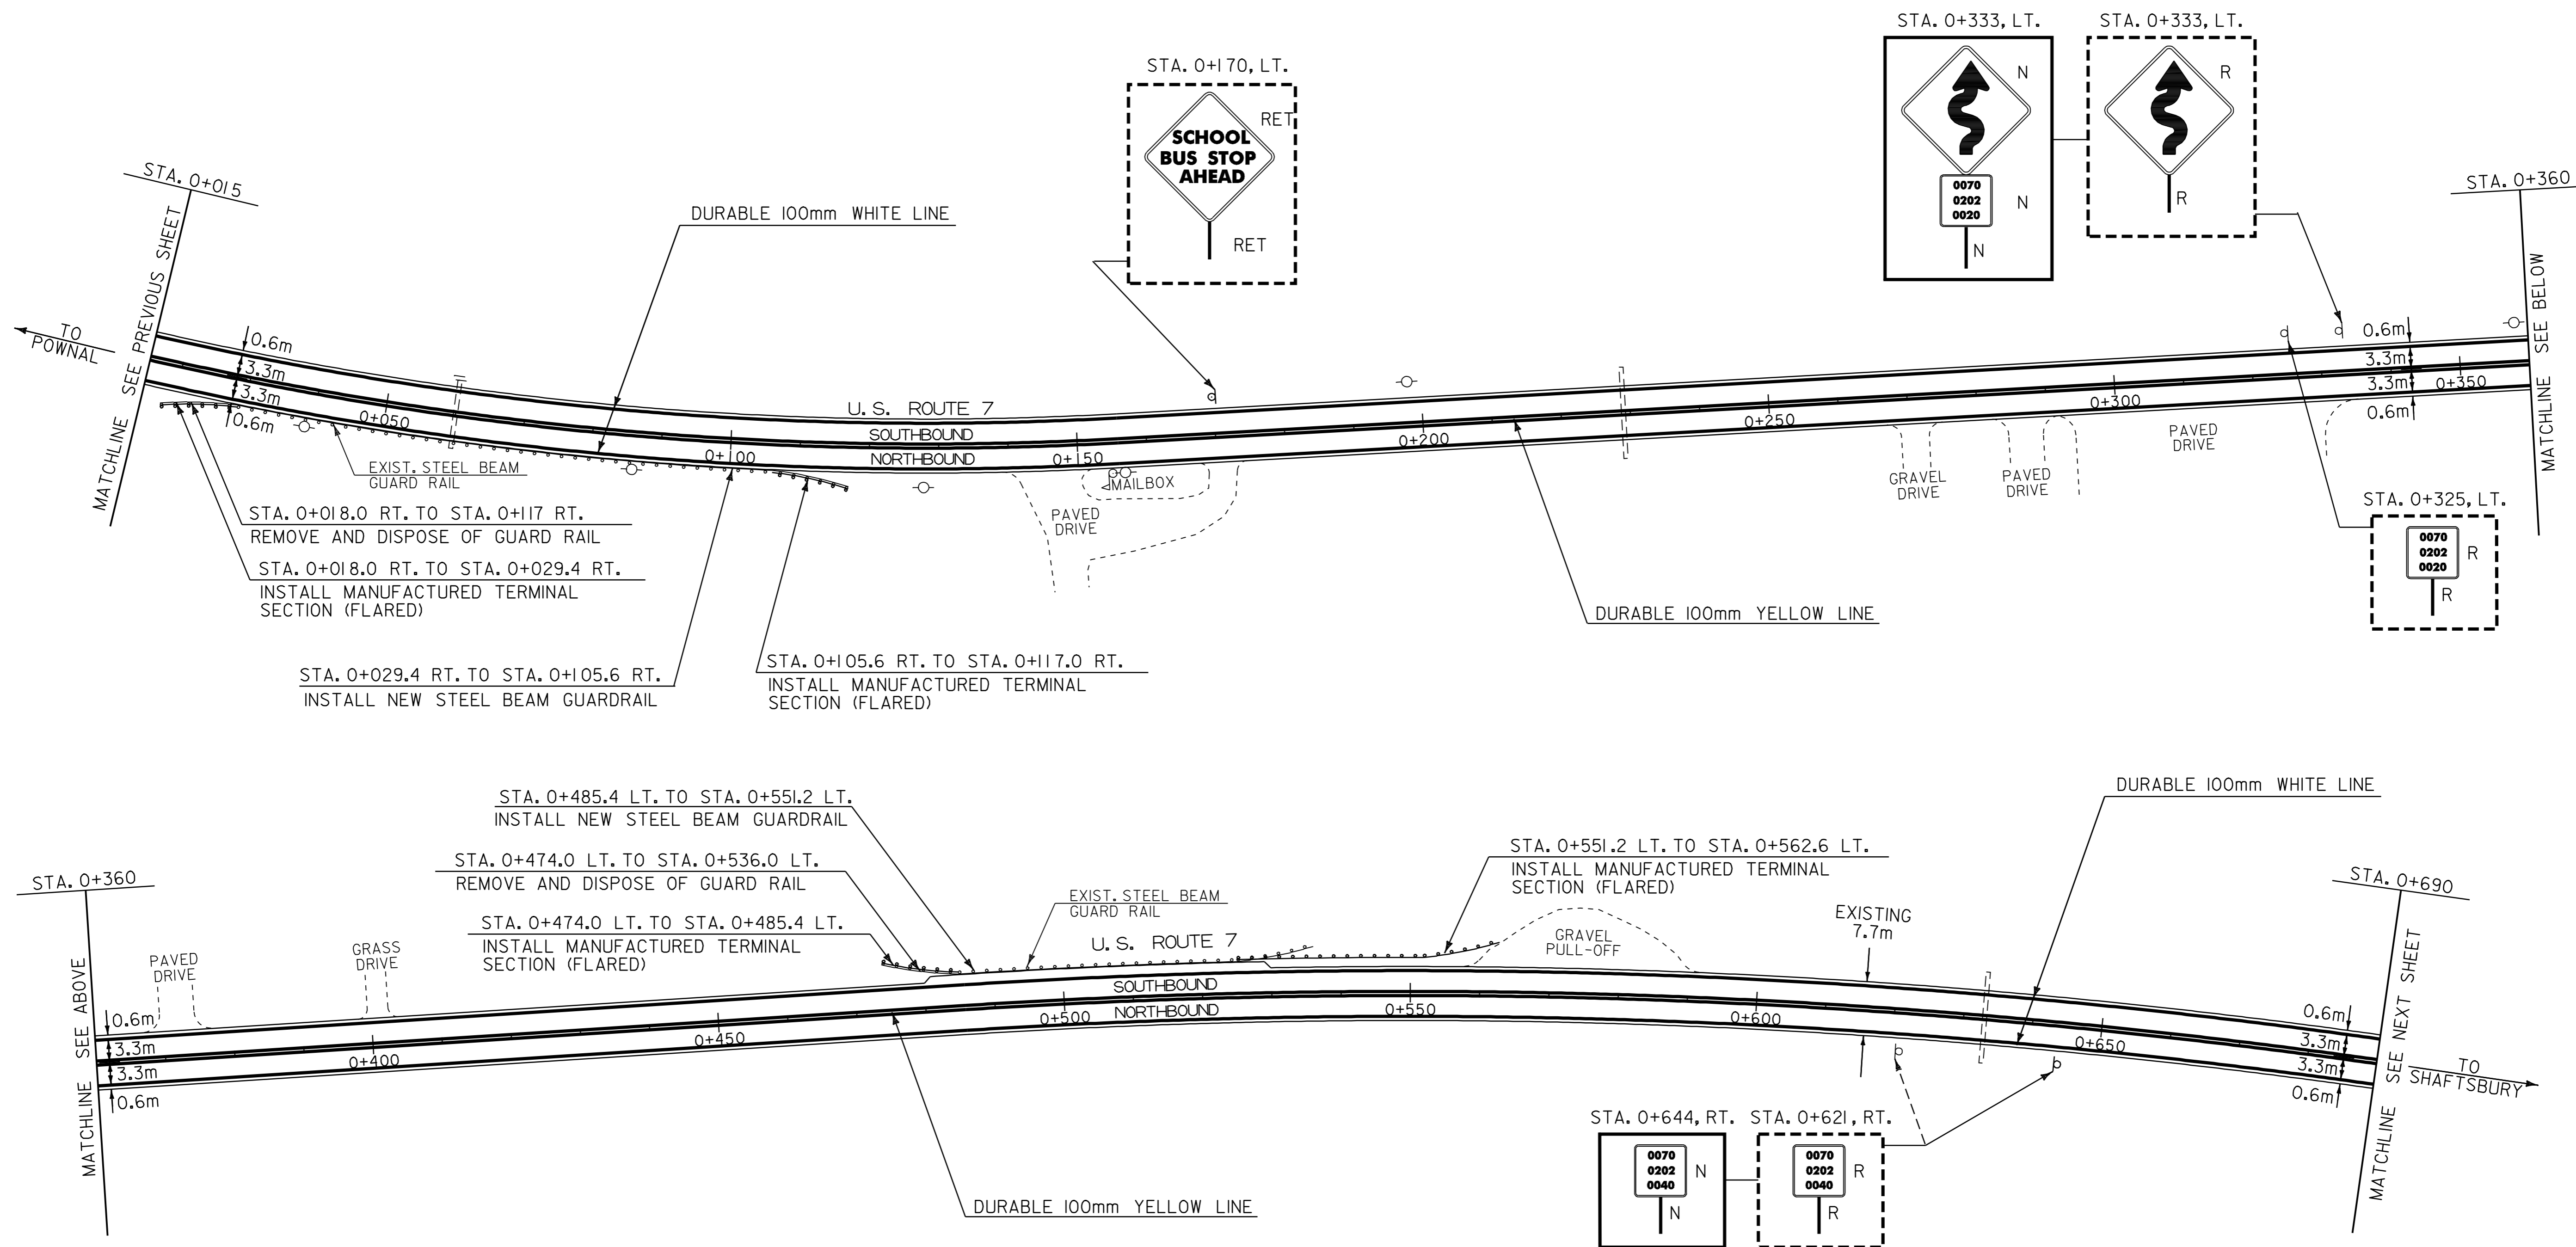 STA. 0+333, LT.
STA. 0+333, LT.
N
R
0070
0202
0020
N
N
R
STA. 0+170, LT.
SCHOOL
BUS STOP
AHEAD
RET
RET
STA. 0+015
MATCHLINE SEE PREVIOUS SHEET
TO
POWNAL
DURABLE 100mm WHITE LINE
STA. 0+360
MATCHLINE SEE BELOW
0.6m
3.3m
3.3m
0.6m
0+050
0+100
0+150
0+200
0+250
0+300
0+350
U. S. ROUTE 7
SOUTHBOUND
NORTHBOUND
0.6m
3.3m
3.3m
0.6m
EXIST. STEEL BEAM
GUARD RAIL
MAILBOX
PAVED
DRIVE
GRAVEL
DRIVE
PAVED
DRIVE
PAVED
DRIVE
STA. 0+018.0 RT. TO STA. 0+117 RT.
REMOVE AND DISPOSE OF GUARD RAIL
STA. 0+018.0 RT. TO STA. 0+029.4 RT.
INSTALL MANUFACTURED TERMINAL
SECTION (FLARED)
STA. 0+029.4 RT. TO STA. 0+105.6 RT.
INSTALL NEW STEEL BEAM GUARDRAIL
STA. 0+105.6 RT. TO STA. 0+117.0 RT.
INSTALL MANUFACTURED TERMINAL
SECTION (FLARED)
DURABLE 100mm YELLOW LINE
STA. 0+325, LT.
0070
0202
0020
R
R
STA. 0+485.4 LT. TO STA. 0+551.2 LT.
INSTALL NEW STEEL BEAM GUARDRAIL
STA. 0+474.0 LT. TO STA. 0+536.0 LT.
REMOVE AND DISPOSE OF GUARD RAIL
STA. 0+474.0 LT. TO STA. 0+485.4 LT.
INSTALL MANUFACTURED TERMINAL
SECTION (FLARED)
EXIST. STEEL BEAM
GUARD RAIL
STA. 0+551.2 LT. TO STA. 0+562.6 LT.
INSTALL MANUFACTURED TERMINAL
SECTION (FLARED)
DURABLE 100mm WHITE LINE
STA. 0+360
MATCHLINE SEE ABOVE
PAVED
DRIVE
GRASS
DRIVE
U. S. ROUTE 7
GRAVEL
PULL-OFF
EXISTING
7.7m
STA. 0+690
MATCHLINE SEE NEXT SHEET
TO
SHAFTSBURY
0.6m
3.3m
3.3m
0.6m
SOUTHBOUND
NORTHBOUND
0+400
0+450
0+500
0+550
0+600
0+650
0.6m
3.3m
3.3m
0.6m
DURABLE 100mm YELLOW LINE
STA. 0+644, RT.
STA. 0+621, RT.
0070
0202
0040
N
N
0070
0202
0040
R
R